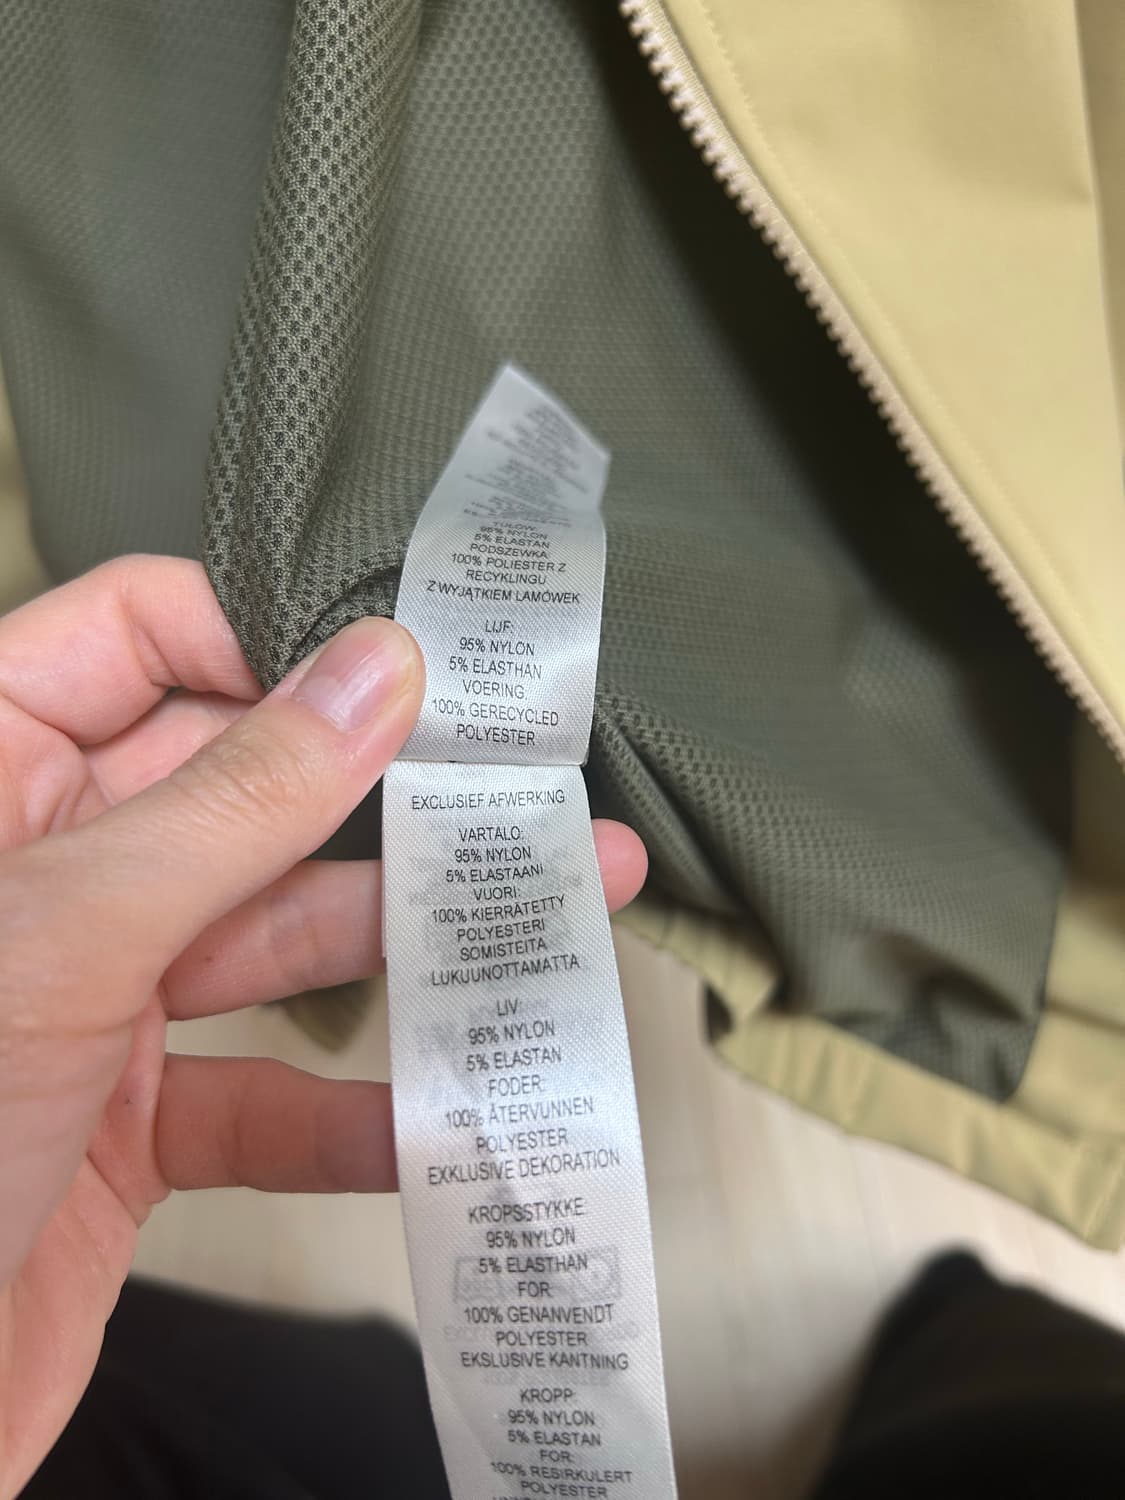 TUŁÓW:
95% NYLON
5% ELASTAN
PODSZEWKA:
100% POLIESTER Z
RECYKLINGU
Z WYJĄTKIEM LAMÓWEK
LIJF:
95% NYLON
5% ELASTHAN
VOERING:
100% GERECYCLED
POLYESTER
EXCLUSIEF AFWERKING
VARTALO:
95% NYLON
5% ELASTAANI
VUORI:
100% KIERRÄTETTY
POLYESTERI
SOMISTEITA
LUKUUNOTTAMATTA
LIV:
95% NYLON
5% ELASTAN
FODER:
100% ÅTERVUNNEN
POLYESTER
EXKLUSIVE DEKORATION
KROPSSTYKKE:
95% NYLON
5% ELASTHAN
FOR:
100% GENANVENDT
POLYESTER
EKSLUSIVE KANTNING
KROPP:
95% NYLON
5% ELASTAN
FOR:
100% RESIRKULERT
POLYESTER